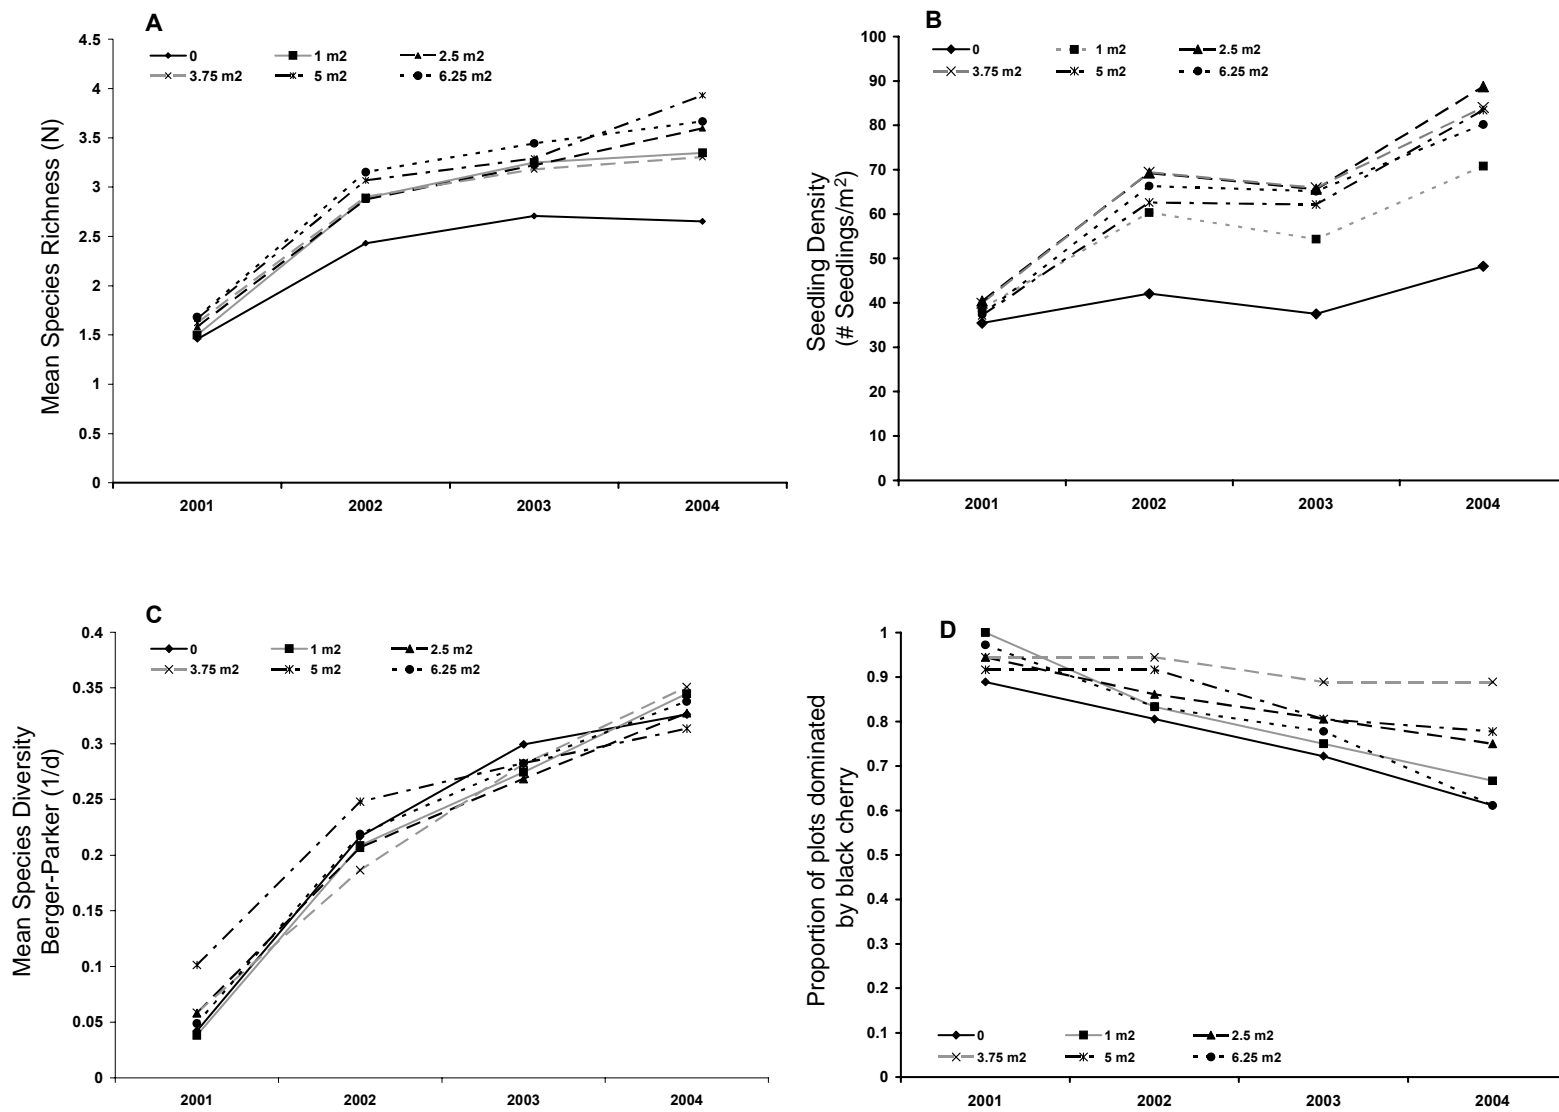 A
0 1 m2 2.5 m2
3.75 m2 5 m2 6.25 m2
Mean Species Richness (N)
4.5
4
3.5
3
2.5
2
1.5
1
0.5
0
2001 2002 2003 2004
B
0 1 m2 2.5 m2
3.75 m2 5 m2 6.25 m2
Seedling Density
(# Seedlings/m²)
100
90
80
70
60
50
40
30
20
10
0
2001 2002 2003 2004
C
0 1 m2 2.5 m2
3.75 m2 5 m2 6.25 m2
Mean Species Diversity
Berger-Parker (1/d)
0.4
0.35
0.3
0.25
0.2
0.15
0.1
0.05
0
2001 2002 2003 2004
D
Proportion of plots dominated
by black cherry
1
0.9
0.8
0.7
0.6
0.5
0.4
0.3
0.2
0.1
0
0 1 m2 2.5 m2
3.75 m2 5 m2 6.25 m2
2001 2002 2003 2004